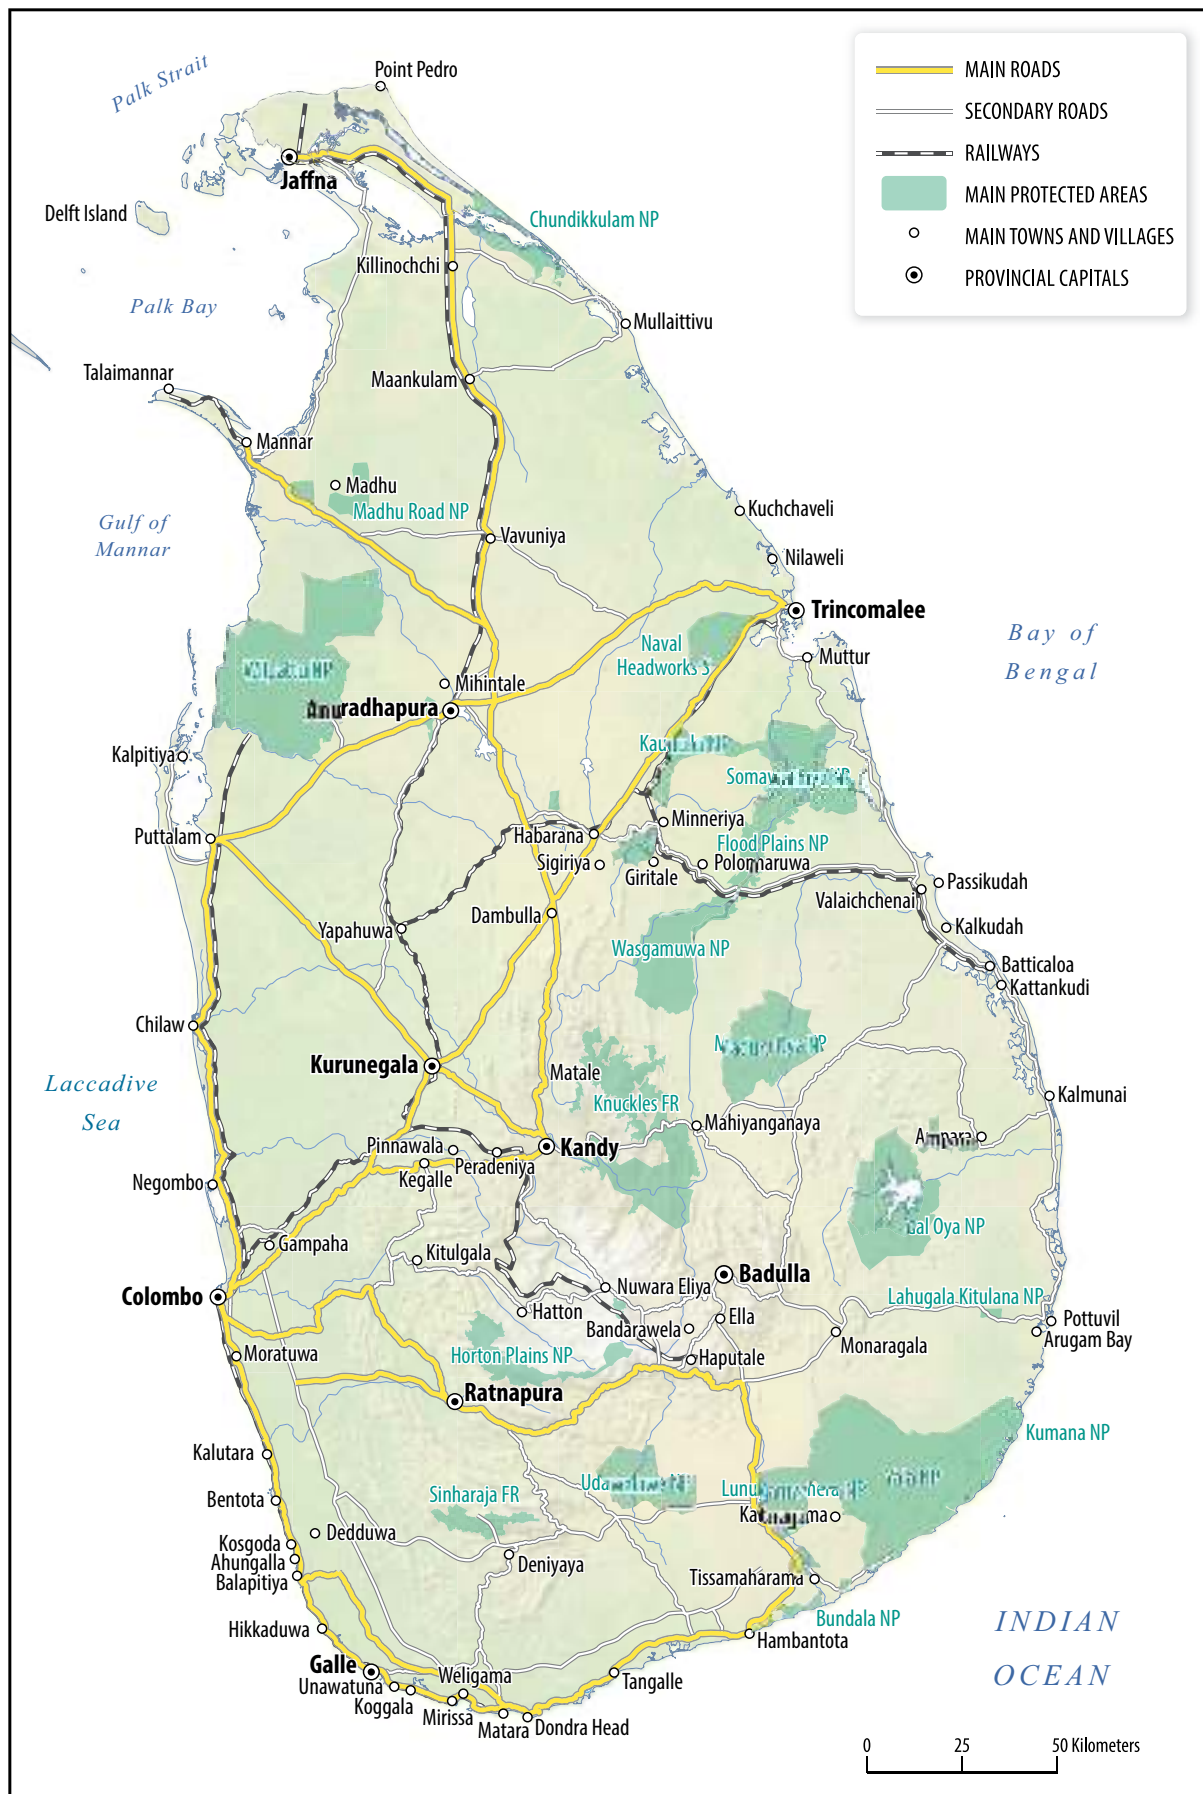 Palk Strait
Point Pedro
MAIN ROADS
SECONDARY ROADS
RAILWAYS
MAIN PROTECTED AREAS
MAIN TOWNS AND VILLAGES
PROVINCIAL CAPITALS
Jaffna
Delft Island
Chundikkulam NP
Killinochchi
Palk Bay
Mullaittivu
Talaimannar
Maankulam
Mannar
Madhu
Madhu Road NP
Kuchchaveli
Gulf of
Mannar
Vavuniya
Nilaweli
Trincomalee
Bay of
Bengal
Naval
Headworks S
Muttur
Mihintale
Anuradhapura
Kalpitiya
Minneriya
Puttalam
Habarana
Flood Plains NP
Sigiriya
Giritale
Polomaruwa
Passikudah
Valaichchenai
Dambulla
Yapahuwa
Kalkudah
Wasgamuwa NP
Batticaloa
Kattankudi
Chilaw
Kurunegala
Matale
Laccadive
Sea
Knuckles FR
Kalmunai
Mahiyanganaya
Ampara
Pinnawala
Kandy
Peradeniya
Kegalle
Negombo
Gal Oya NP
Gampaha
Kitulgala
Badulla
Nuwara Eliya
Colombo
Lahugala Kitulana NP
Hatton
Ella
Pottuvil
Bandarawela
Arugam Bay
Monaragala
Moratuwa
Horton Plains NP
Haputale
Ratnapura
Kumana NP
Kalutara
Bentota
Sinharaja FR
Dedduwa
Kosgoda
Ahungalla
Balapitiya
Deniyaya
Tissamaharama
Bundala NP
Hikkaduwa
Hambantota
INDIAN
OCEAN
Galle
Unawatuna
Koggala
Weligama
Tangalle
Mirissa
Matara
Dondra Head
0 25 50 Kilometers